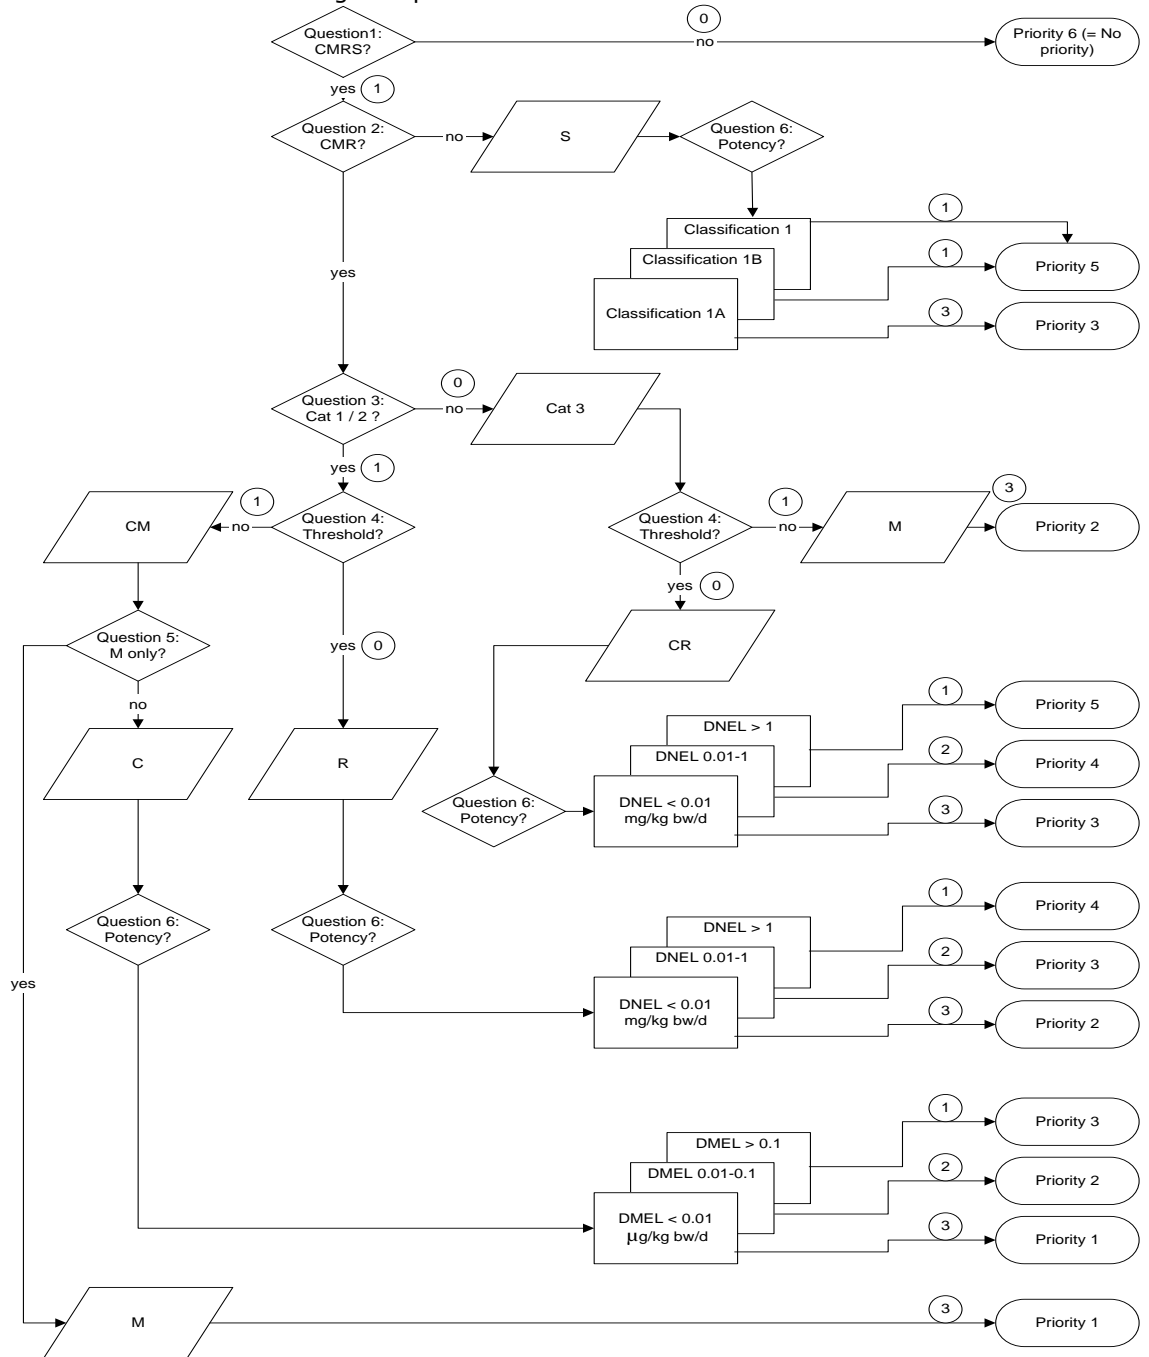 Question1:
CMRS?
0
no
Priority 6 (= No
priority)
yes
1
Question 2:
CMR?
no
S
Question 6:
Potency?
yes
Classification 1
Classification 1B
Classification 1A
1
1
Priority 5
3
Priority 3
Question 3:
Cat 1 / 2 ?
0
no
Cat 3
yes
1
CM
1
no
Question 4:
Threshold?
Question 4:
Threshold?
1
no
M
3
Priority 2
yes
0
CR
Question 5:
M only?
yes
0
no
C
R
Question 6:
Potency?
DNEL > 1
DNEL 0.01-1
DNEL < 0.01
mg/kg bw/d
1
Priority 5
2
Priority 4
3
Priority 3
Question 6:
Potency?
Question 6:
Potency?
DNEL > 1
DNEL 0.01-1
DNEL < 0.01
mg/kg bw/d
1
Priority 4
2
Priority 3
3
Priority 2
yes
DMEL > 0.1
DMEL 0.01-0.1
DMEL < 0.01
µg/kg bw/d
1
Priority 3
2
Priority 2
3
Priority 1
M
3
Priority 1